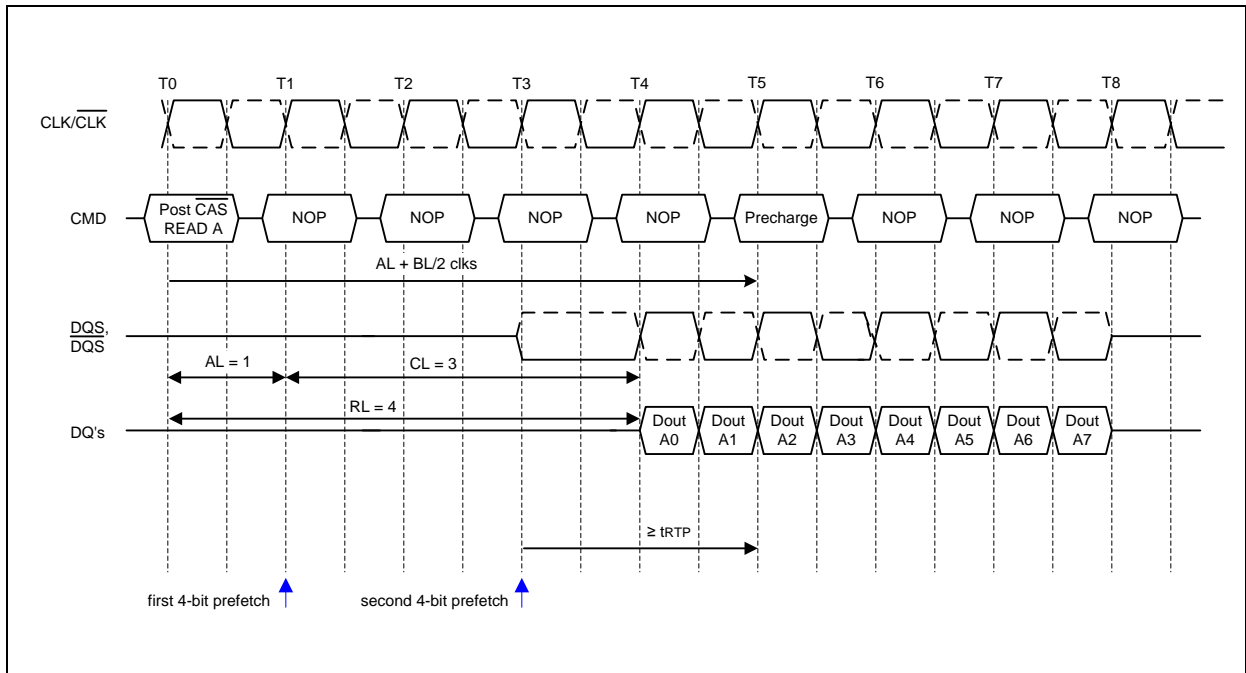 T0 T1 T2 T3 T4 T5 T6 T7 T8
CLK/CLK
CMD
Post CAS
READ A
NOP NOP NOP NOP Precharge NOP NOP NOP
AL + BL/2 clks
DQS,
DQS
AL = 1 CL = 3
RL = 4
DQ's
Dout Dout Dout Dout Dout Dout Dout Dout
A0 A1 A2 A3 A4 A5 A6 A7
≥ tRTP
first 4-bit prefetch second 4-bit prefetch